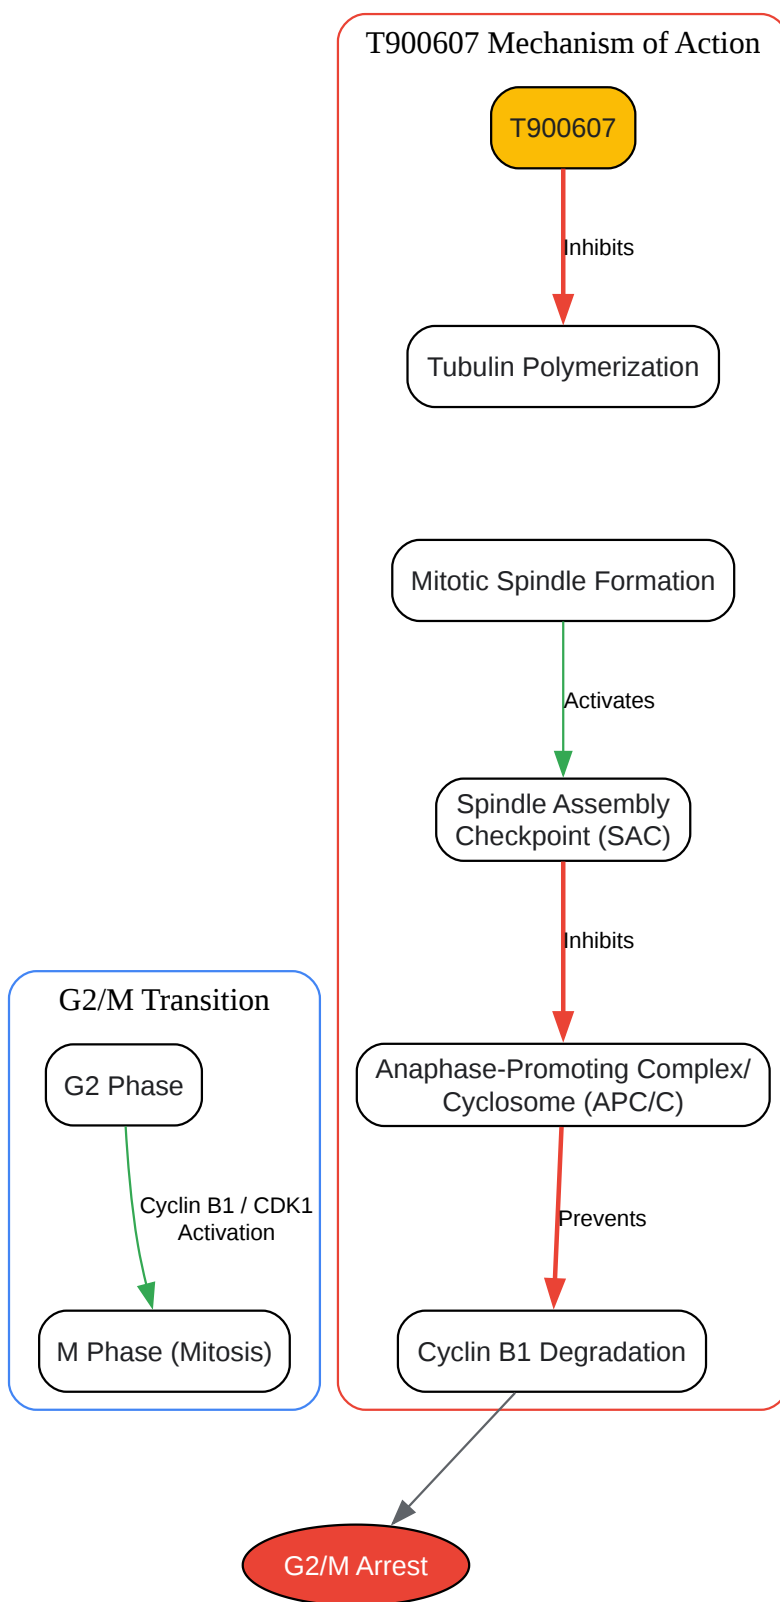 T900607 Mechanism of Action
T900607
Inhibits
Tubulin Polymerization
Mitotic Spindle Formation
Activates
Spindle Assembly
Checkpoint (SAC)
Inhibits
Anaphase-Promoting Complex/
Cyclosome (APC/C)
Prevents
Cyclin B1 Degradation
G2/M Transition
G2 Phase
Cyclin B1 / CDK1
Activation
M Phase (Mitosis)
G2/M Arrest